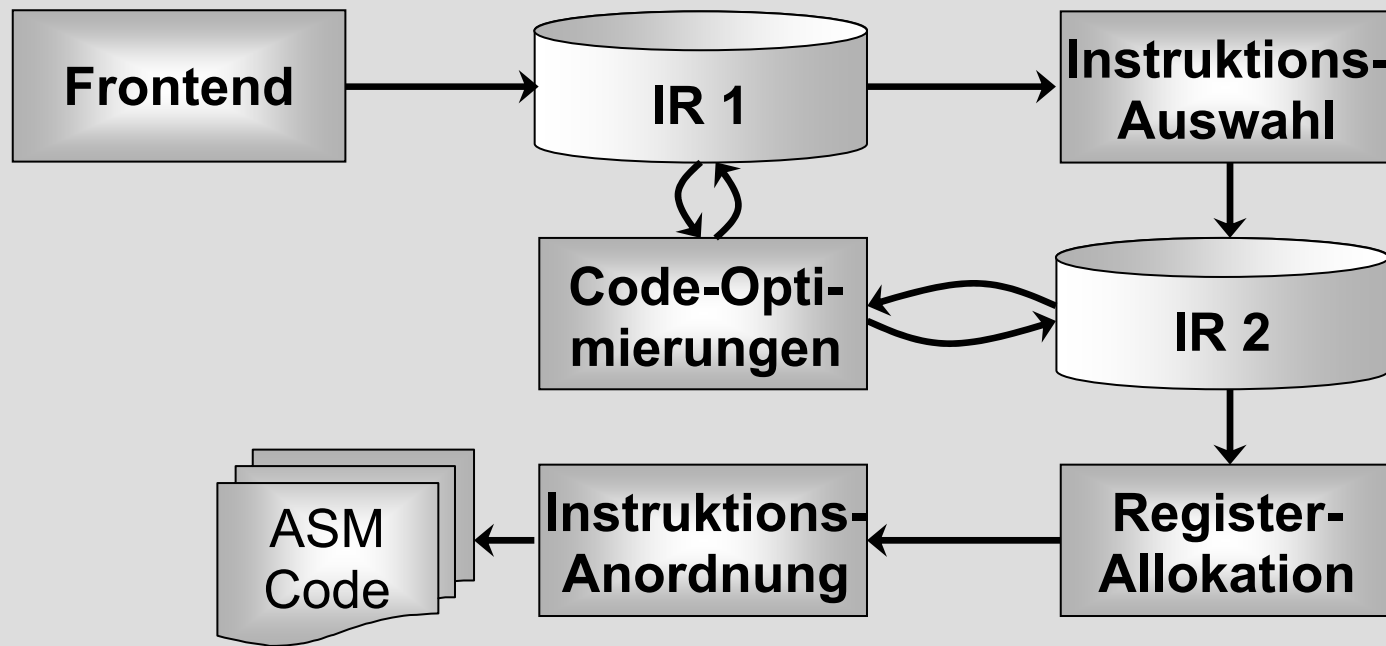 Frontend
IR 1
Instruktions-
Auswahl
Code-Opti-
mierungen
IR 2
ASM
Code
Instruktions-
Anordnung
Register-
Allokation